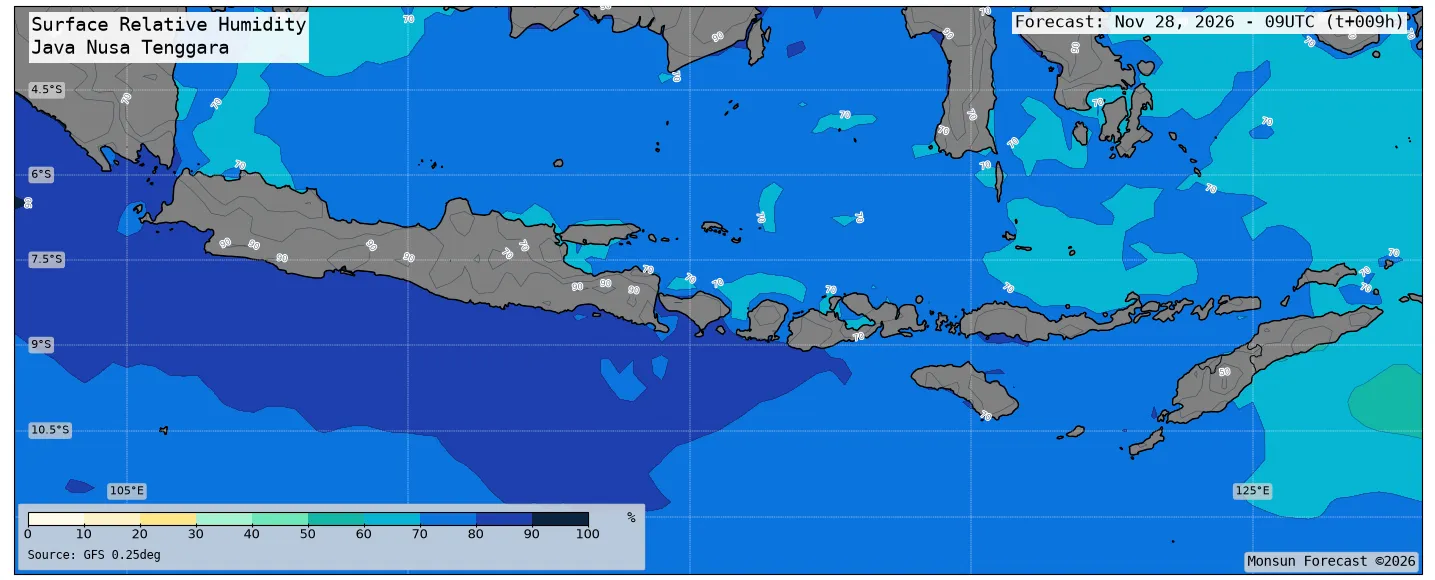 Surface Relative Humidity
Java Nusa Tenggara
Forecast: Nov 28, 2026 - 09UTC (t+009h)
4.5°S
6°S
7.5°S
9°S
10.5°S
105°E
125°E
0 10 20 30 40 50 60 70 80 90 100
%
Source: GFS 0.25deg
Monsun Forecast ©2026